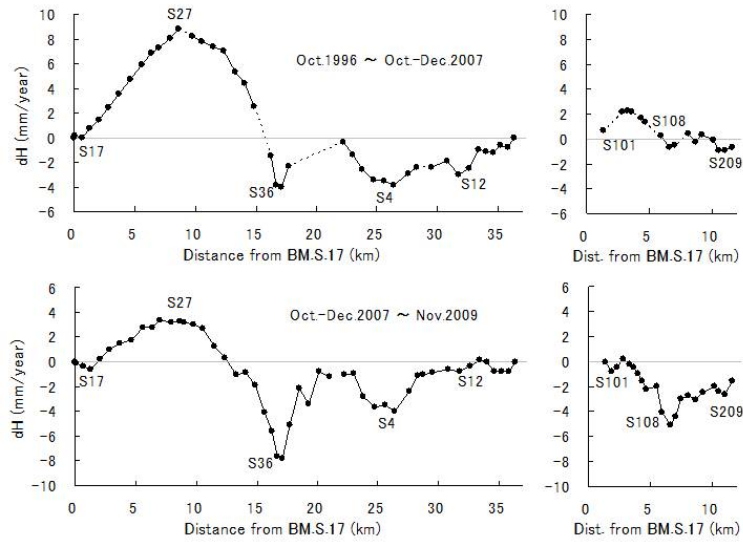 S27
Oct.1996 ～ Oct.-Dec.2007
dH (mm/year)
10
8
6
4
2
0
-2
-4
-6
S17
S36
S4
S12
0 5 10 15 20 25 30 35
Distance from BM.S.17 (km)
10
8
6
4
2
0
-2
-4
-6
S101
S108
S209
0 5 10
Dist. from BM.S.17 (km)
S27
Oct.-Dec.2007 ～ Nov.2009
dH (mm/year)
6
4
2
0
-2
-4
-6
-8
-10
S17
S36
S4
S12
0 5 10 15 20 25 30 35
Distance from BM.S.17 (km)
6
4
2
0
-2
-4
-6
-8
-10
S101
S108
S209
0 5 10
Dist. from BM.S.17 (km)